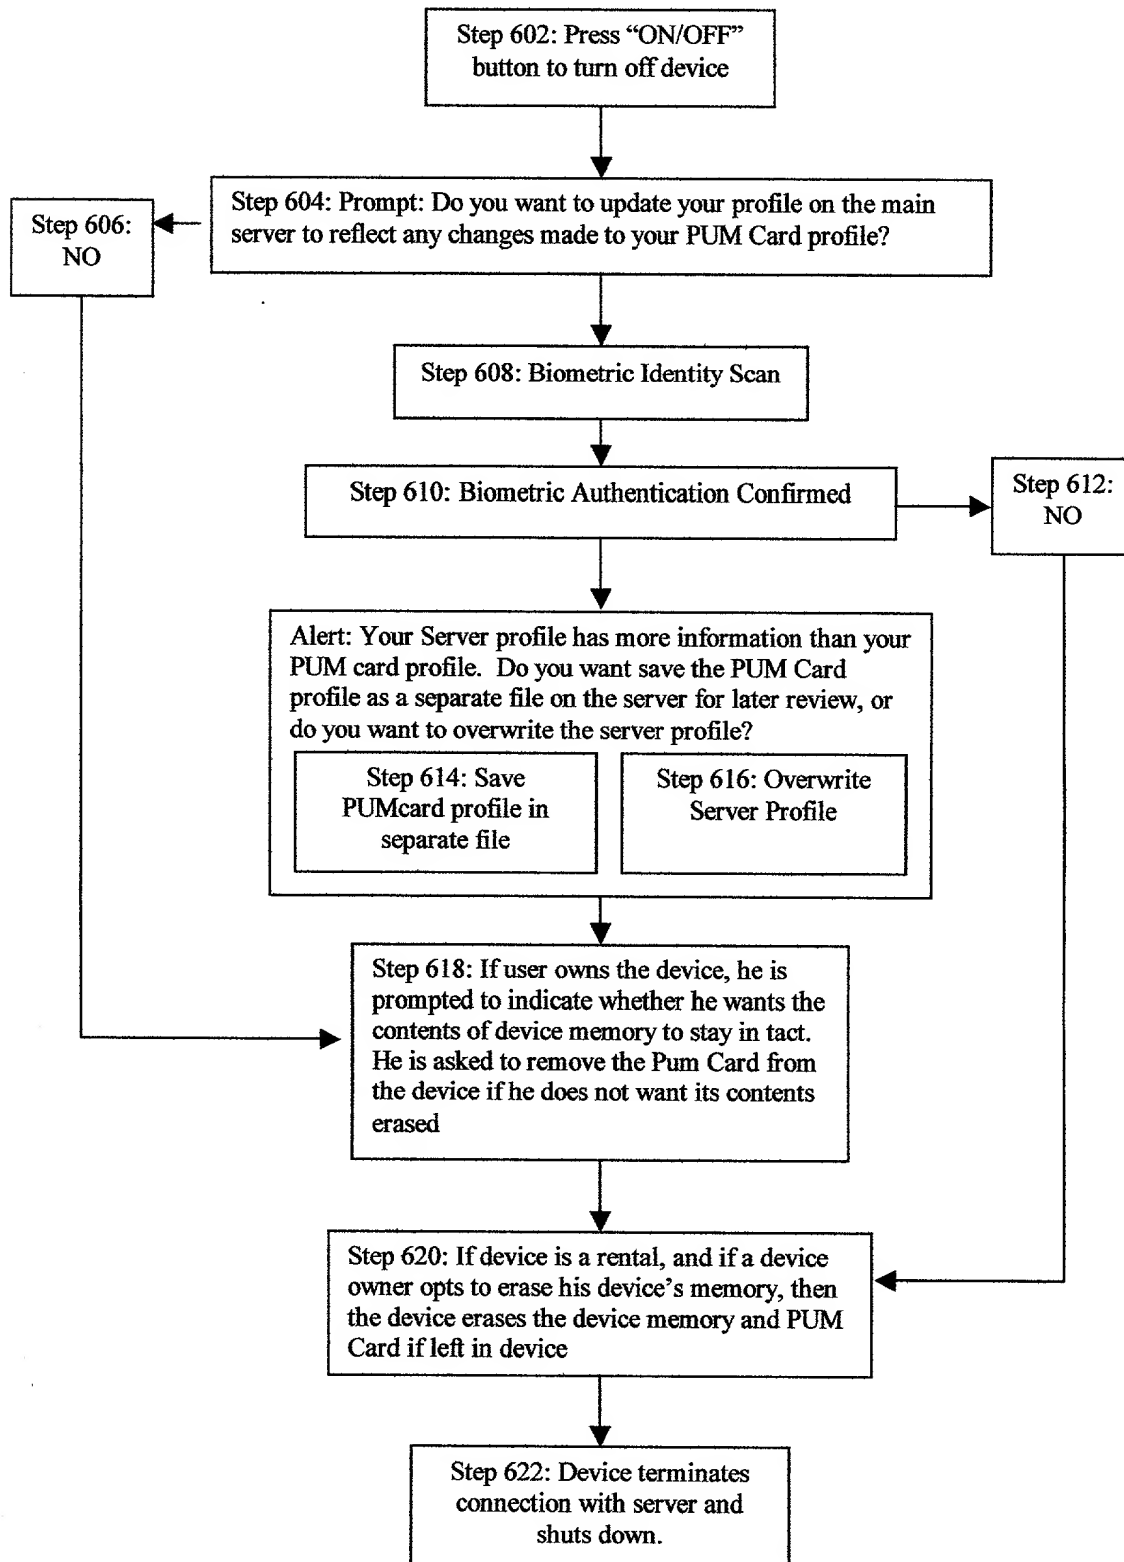 Step 602: Press “ON/OFF”
button to turn off device
Step 604: Prompt: Do you want to update your profile on the main
server to reflect any changes made to your PUM Card profile?
Step 606:
NO
Step 608: Biometric Identity Scan
Step 610: Biometric Authentication Confirmed
Step 612:
NO
Alert: Your Server profile has more information than your
PUM card profile. Do you want save the PUM Card
profile as a separate file on the server for later review, or
do you want to overwrite the server profile?
Step 614: Save
PUMcard profile in
separate file
Step 616: Overwrite
Server Profile
Step 618: If user owns the device, he is
prompted to indicate whether he wants the
contents of device memory to stay in tact.
He is asked to remove the Pum Card from
the device if he does not want its contents
erased
Step 620: If device is a rental, and if a device
owner opts to erase his device’s memory, then
the device erases the device memory and PUM
Card if left in device
Step 622: Device terminates
connection with server and
shuts down.